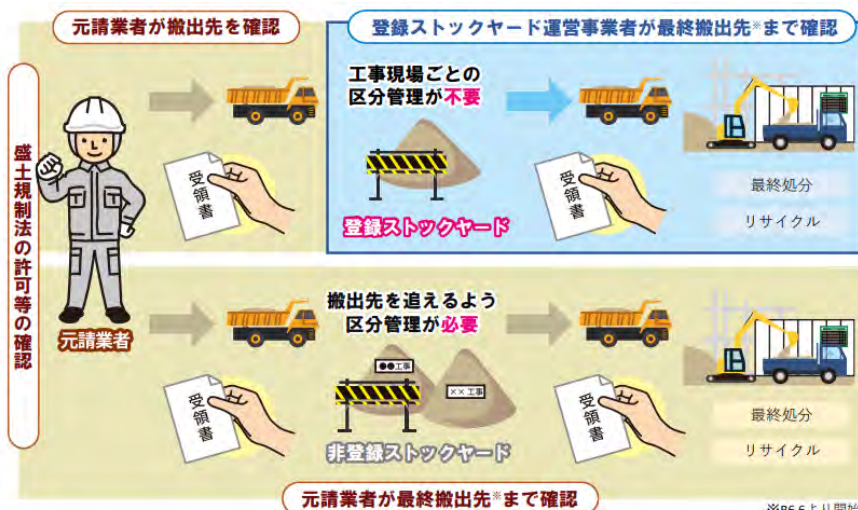 元請業者が搬出先を確認
登録ストックヤード運営事業者が最終搬出先※まで確認
盛土規制法の許可等の確認
元請業者
受領書
工事現場ごとの
区分管理が不要
登録ストックヤード
受領書
最終処分
リサイクル
受領書
搬出先を追えるよう
区分管理が必要
●●工事
××工事
非登録ストックヤード
受領書
最終処分
リサイクル
元請業者が最終搬出先※まで確認
※R6.6より開始